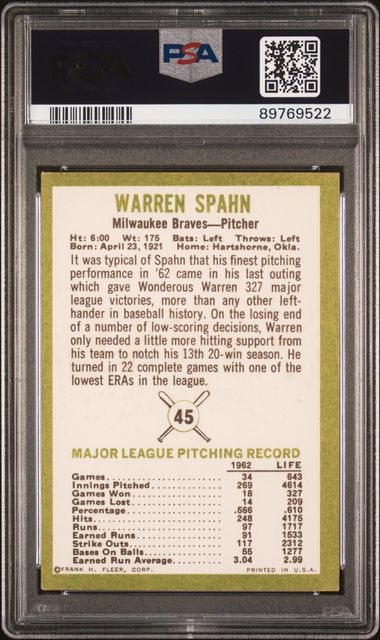 PSA
89769522
WARREN SPAHN
Milwaukee Braves—Pitcher
Ht: 6:00 Wt: 175 Bats: Left Throws: Left
Born: April 23, 1921 Home: Hartshorne, Okla.
It was typical of Spahn that his finest pitching
performance in '62 came in his last outing
which gave Wonderous Warren 327 major
league victories, more than any other left-
hander in baseball history. On the losing end
of a number of low-scoring decisions, Warren
only needed a little more hitting support from
his team to notch his 13th 20-win season. He
turned in 22 complete games with one of the
lowest ERAs in the league.
45
MAJOR LEAGUE PITCHING RECORD
1962 LIFE
Games 34 643
Innings Pitched 269 4614
Games Won 18 327
Games Lost 14 209
Percentage .566 .610
Hits 248 4175
Runs 97 1717
Earned Runs 91 1533
Strike Outs 117 2312
Bases On Balls 55 1277
Earned Run Average 3.04 2.99
©FRANK H. FLEER, CORP. PRINTED IN U.S.A.